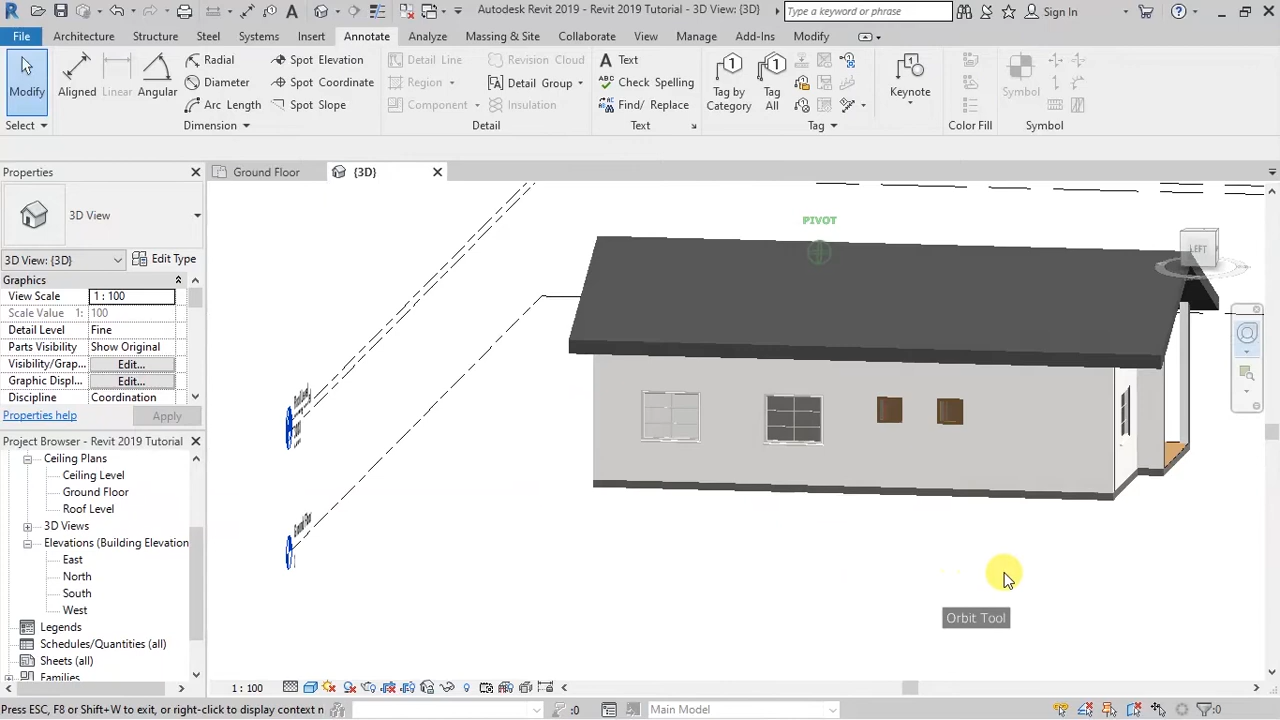 Autodesk Revit 2019 - Revit 2019 Tutorial - 3D View: {3D}
Type a keyword or phrase
Sign In
File Architecture Structure Steel Systems Insert Annotate Analyze Massing & Site Collaborate View Manage Add-Ins Modify
Modify
Select
Aligned
Linear
Angular
Radial
Diameter
Arc Length
Spot Elevation
Spot Coordinate
Spot Slope
Dimension
Detail Line
Region
Component
Revision Cloud
Detail Group
Insulation
Detail
Text
Check Spelling
Find/ Replace
Text
Tag by
Category
Tag
All
Tag
Keynote
Color Fill
Symbol
Symbol
Properties
Ground Floor
{3D}
3D View
3D View: {3D}
Edit Type
Graphics
View Scale 1 : 100
Scale Value 1: 100
Detail Level Fine
Parts Visibility Show Original
Visibility/Grap... Edit...
Graphic Displ... Edit...
Discipline Coordination
Properties help
Apply
Project Browser - Revit 2019 Tutorial
Ceiling Plans
Ceiling Level
Ground Floor
Roof Level
3D Views
Elevations (Building Elevation
East
North
South
West
Legends
Schedules/Quantities (all)
Sheets (all)
Families
PIVOT
LEFT
Orbit Tool
1 : 100
Press ESC, F8 or Shift+W to exit, or right-click to display context n
:0
Main Model
:0